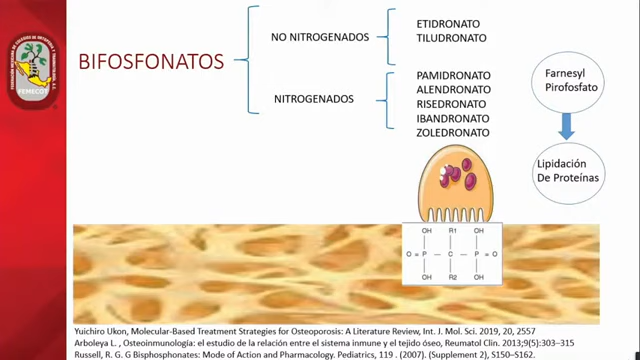 BIFOSFONATOS
NO NITROGENADOS
ETIDRONATO
TILUDRONATO
NITROGENADOS
PAMIDRONATO
ALENDRONATO
RISEDRONATO
IBANDRONATO
ZOLEDRONATO
Farnesyl
Pirofosfato
Lipidación
De Proteínas
FEMECOT
OH R1 OH
O = P — C — P = O
OH R2 OH
Yuichiro Ukon, Molecular-Based Treatment Strategies for Osteoporosis: A Literature Review, Int. J. Mol. Sci. 2019, 20, 2557
Arboleya L. , Osteoinmunología: el estudio de la relación entre el sistema inmune y el tejido óseo, Reumatol Clin. 2013;9(5):303–315
Russell, R. G. G Bisphosphonates: Mode of Action and Pharmacology. Pediatrics, 119 . (2007). (Supplement 2), S150–S162.